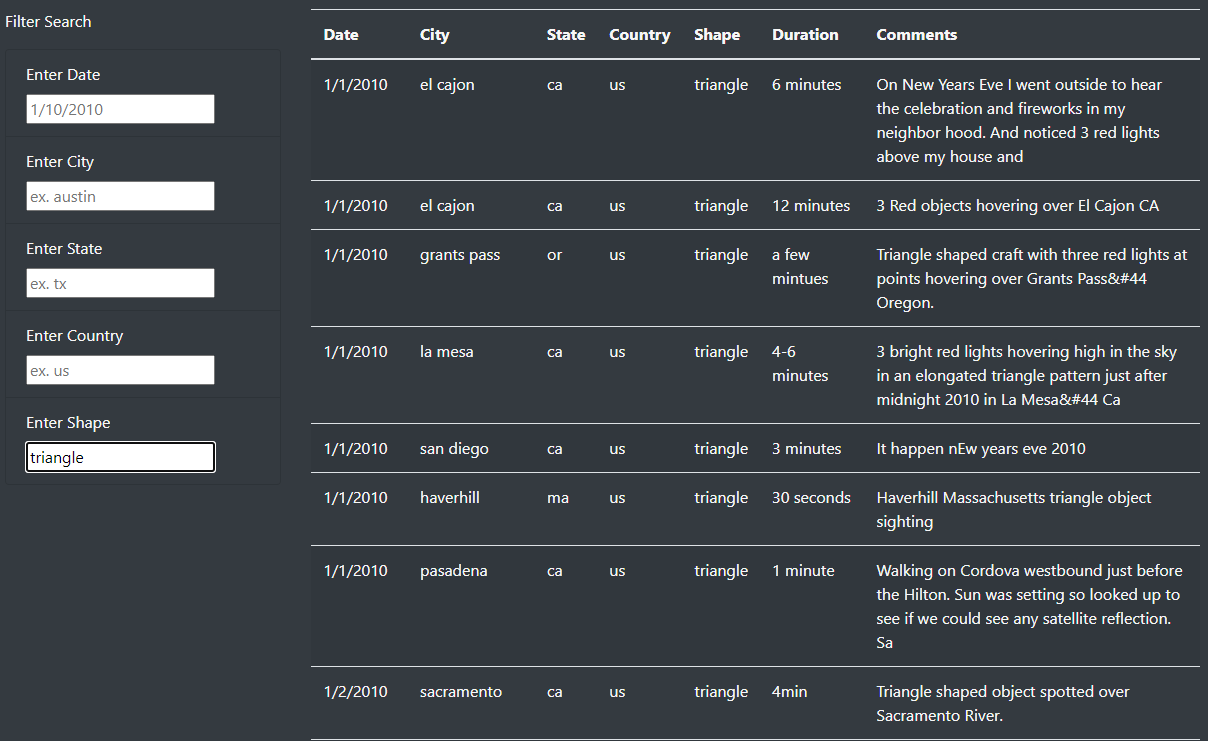 Filter Search
Enter Date
1/10/2010
Enter City
ex. austin
Enter State
ex. tx
Enter Country
ex. us
Enter Shape
triangle
Date City State Country Shape Duration Comments
1/1/2010 el cajon ca us triangle 6 minutes On New Years Eve I went outside to hear
the celebration and fireworks in my
neighbor hood. And noticed 3 red lights
above my house and
1/1/2010 el cajon ca us triangle 12 minutes 3 Red objects hovering over El Cajon CA
1/1/2010 grants pass or us triangle a few Triangle shaped craft with three red lights at
mintues points hovering over Grants Pass&#44
Oregon.
1/1/2010 la mesa ca us triangle 4-6 3 bright red lights hovering high in the sky
minutes in an elongated triangle pattern just after
midnight 2010 in La Mesa&#44 Ca
1/1/2010 san diego ca us triangle 3 minutes It happen nEw years eve 2010
1/1/2010 haverhill ma us triangle 30 seconds Haverhill Massachusetts triangle object
sighting
1/1/2010 pasadena ca us triangle 1 minute Walking on Cordova westbound just before
the Hilton. Sun was setting so looked up to
see if we could see any satellite reflection.
Sa
1/2/2010 sacramento ca us triangle 4min Triangle shaped object spotted over
Sacramento River.